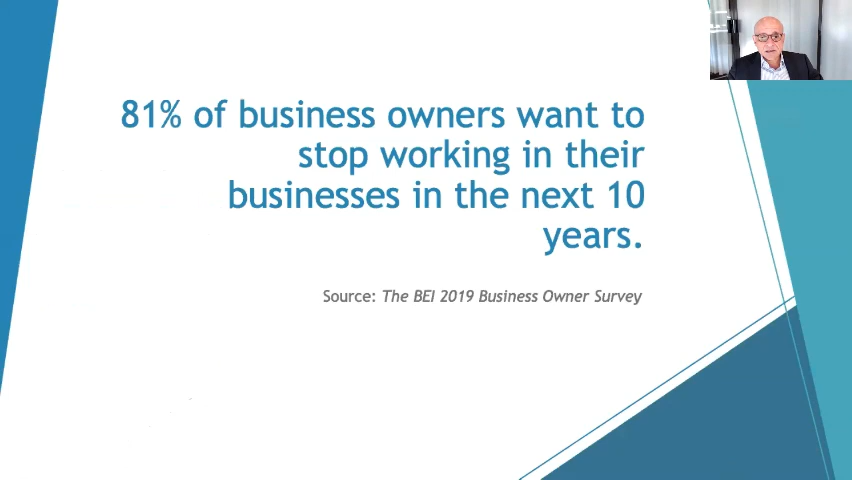 81% of business owners want to
stop working in their
businesses in the next 10
years.
Source: The BEI 2019 Business Owner Survey